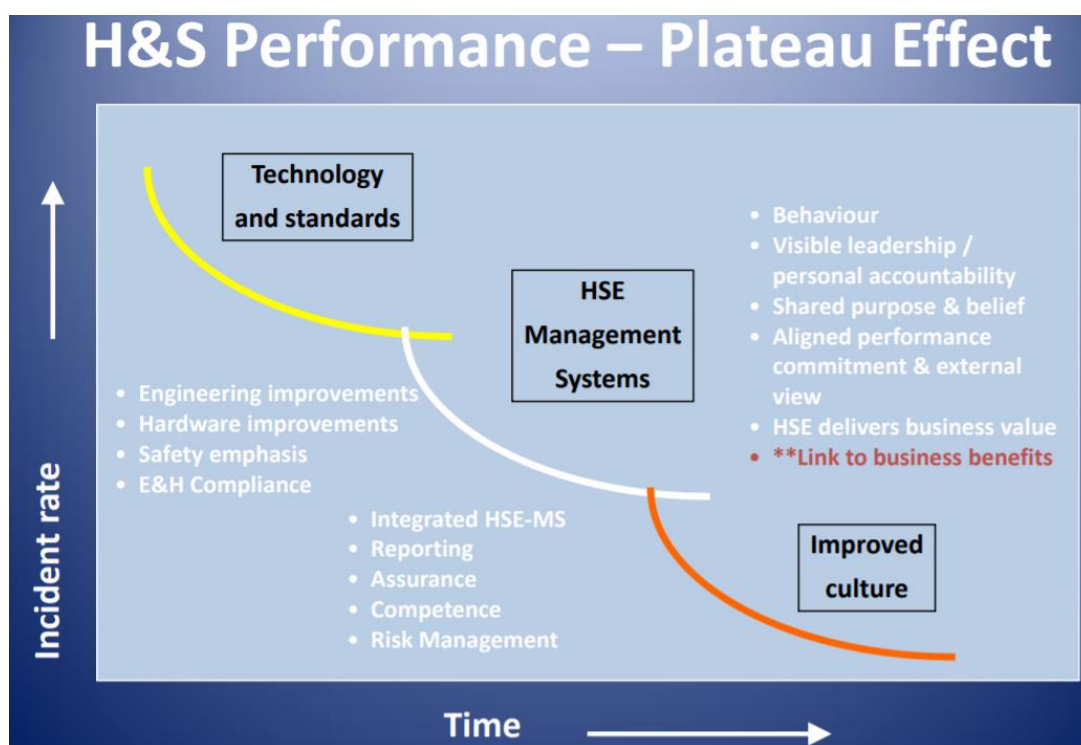 H&S Performance – Plateau Effect
Technology
and standards
HSE
Management
Systems
• Behaviour
• Visible leadership /
personal accountability
• Shared purpose & belief
• Aligned performance
commitment & external
view
• HSE delivers business value
• **Link to business benefits
• Engineering improvements
• Hardware improvements
• Safety emphasis
• E&H Compliance
• Integrated HSE-MS
• Reporting
• Assurance
• Competence
• Risk Management
Improved
culture
Incident rate
Time